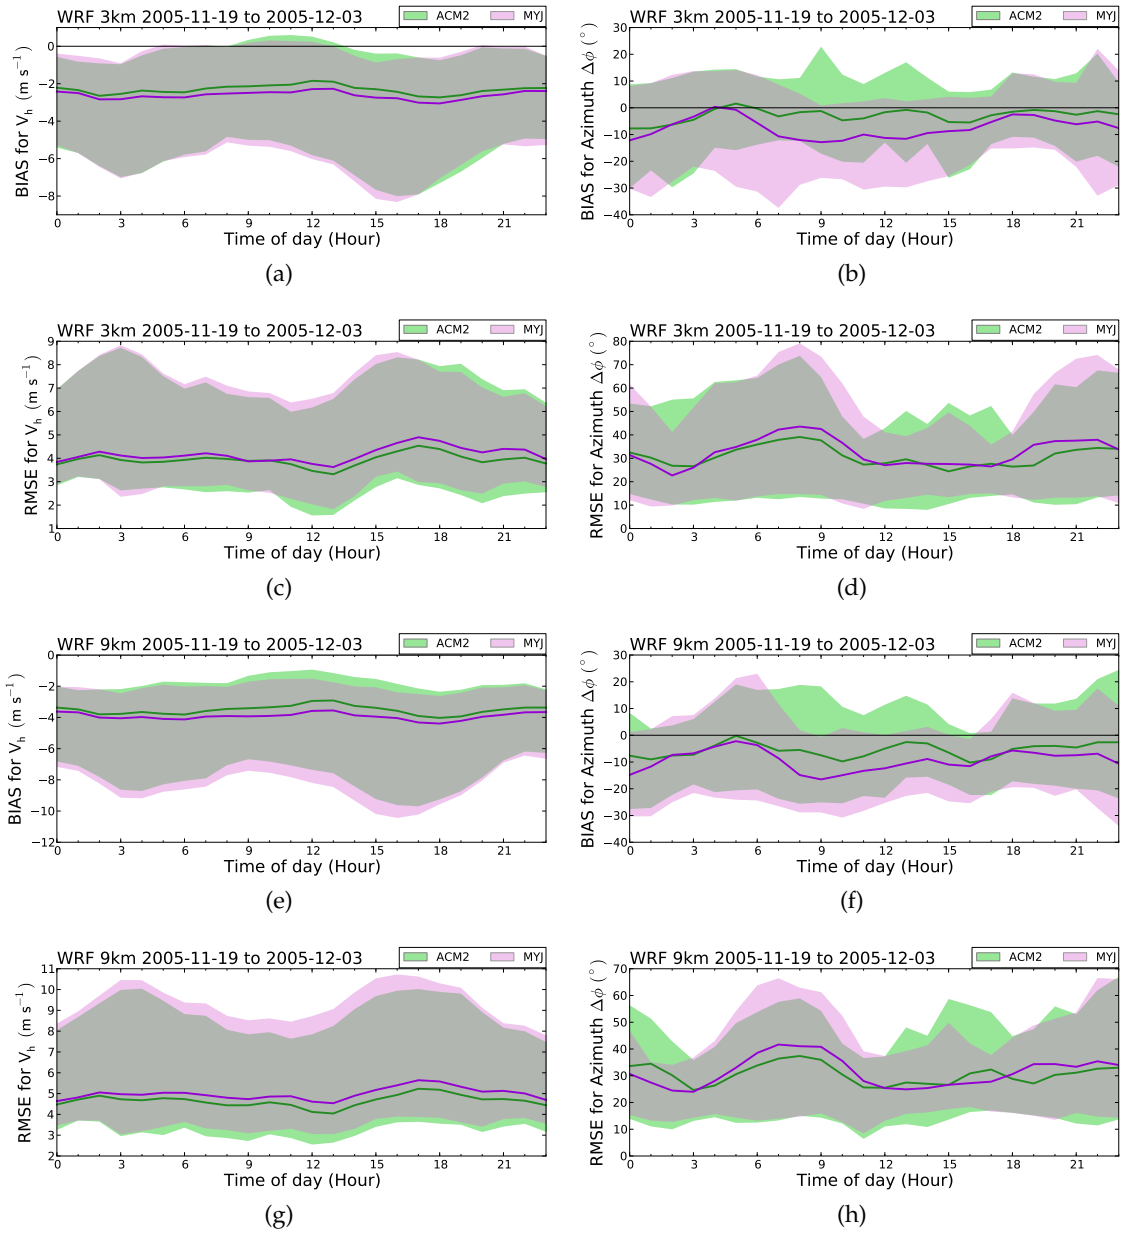 WRF 3km 2005-11-19 to 2005-12-03
ACM2 MYJ
BIAS for V_h (m s⁻¹)
0
−2
−4
−6
−8
0 3 6 9 12 15 18 21
Time of day (Hour)
(a)
WRF 3km 2005-11-19 to 2005-12-03
ACM2 MYJ
BIAS for Azimuth Δϕ (°)
30
20
10
0
−10
−20
−30
−40
0 3 6 9 12 15 18 21
Time of day (Hour)
(b)
WRF 3km 2005-11-19 to 2005-12-03
ACM2 MYJ
RMSE for V_h (m s⁻¹)
9
8
7
6
5
4
3
2
1
0 3 6 9 12 15 18 21
Time of day (Hour)
(c)
WRF 3km 2005-11-19 to 2005-12-03
ACM2 MYJ
RMSE for Azimuth Δϕ (°)
80
70
60
50
40
30
20
10
0
0 3 6 9 12 15 18 21
Time of day (Hour)
(d)
WRF 9km 2005-11-19 to 2005-12-03
ACM2 MYJ
BIAS for V_h (m s⁻¹)
0
−2
−4
−6
−8
−10
−12
0 3 6 9 12 15 18 21
Time of day (Hour)
(e)
WRF 9km 2005-11-19 to 2005-12-03
ACM2 MYJ
BIAS for Azimuth Δϕ (°)
30
20
10
0
−10
−20
−30
−40
0 3 6 9 12 15 18 21
Time of day (Hour)
(f)
WRF 9km 2005-11-19 to 2005-12-03
ACM2 MYJ
RMSE for V_h (m s⁻¹)
11
10
9
8
7
6
5
4
3
2
0 3 6 9 12 15 18 21
Time of day (Hour)
(g)
WRF 9km 2005-11-19 to 2005-12-03
ACM2 MYJ
RMSE for Azimuth Δϕ (°)
70
60
50
40
30
20
10
0
0 3 6 9 12 15 18 21
Time of day (Hour)
(h)